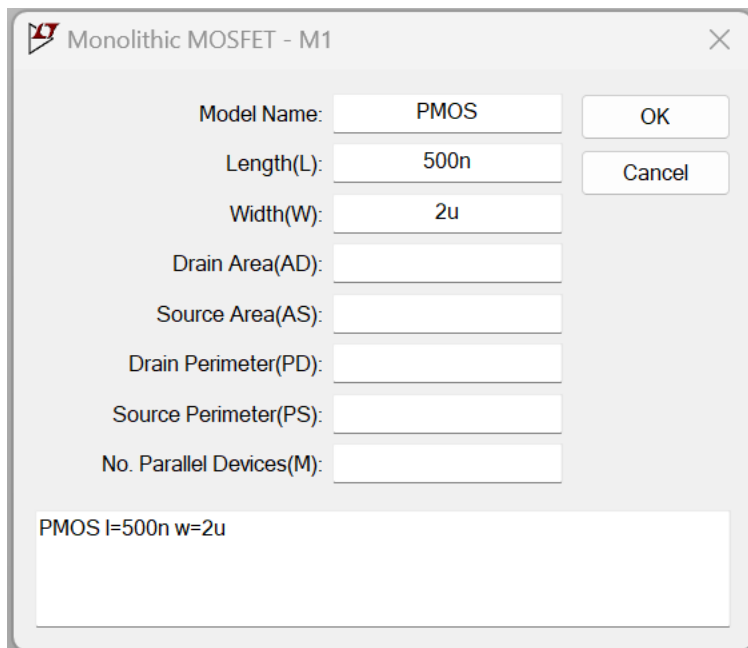 Monolithic MOSFET - M1
Model Name: PMOS OK
Length(L): 500n Cancel
Width(W): 2u
Drain Area(AD):
Source Area(AS):
Drain Perimeter(PD):
Source Perimeter(PS):
No. Parallel Devices(M):
PMOS l=500n w=2u